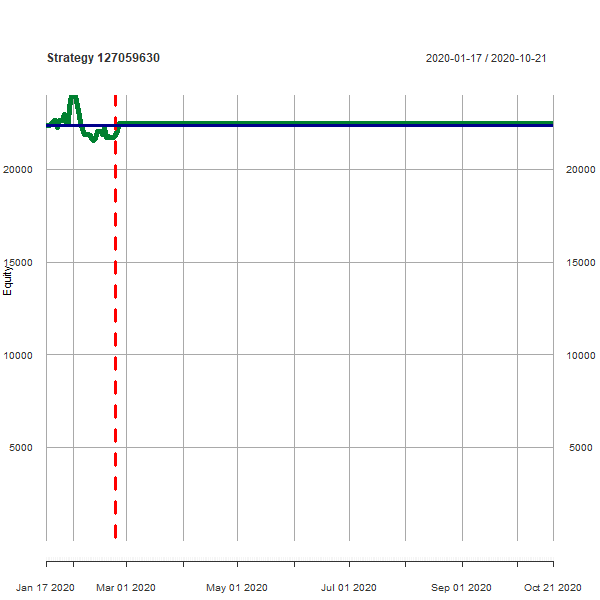 Strategy 127059630
2020-01-17 / 2020-10-21
20000
20000
15000
15000
Equity
10000
10000
5000
5000
Jan 17 2020
Mar 01 2020
May 01 2020
Jul 01 2020
Sep 01 2020
Oct 21 2020